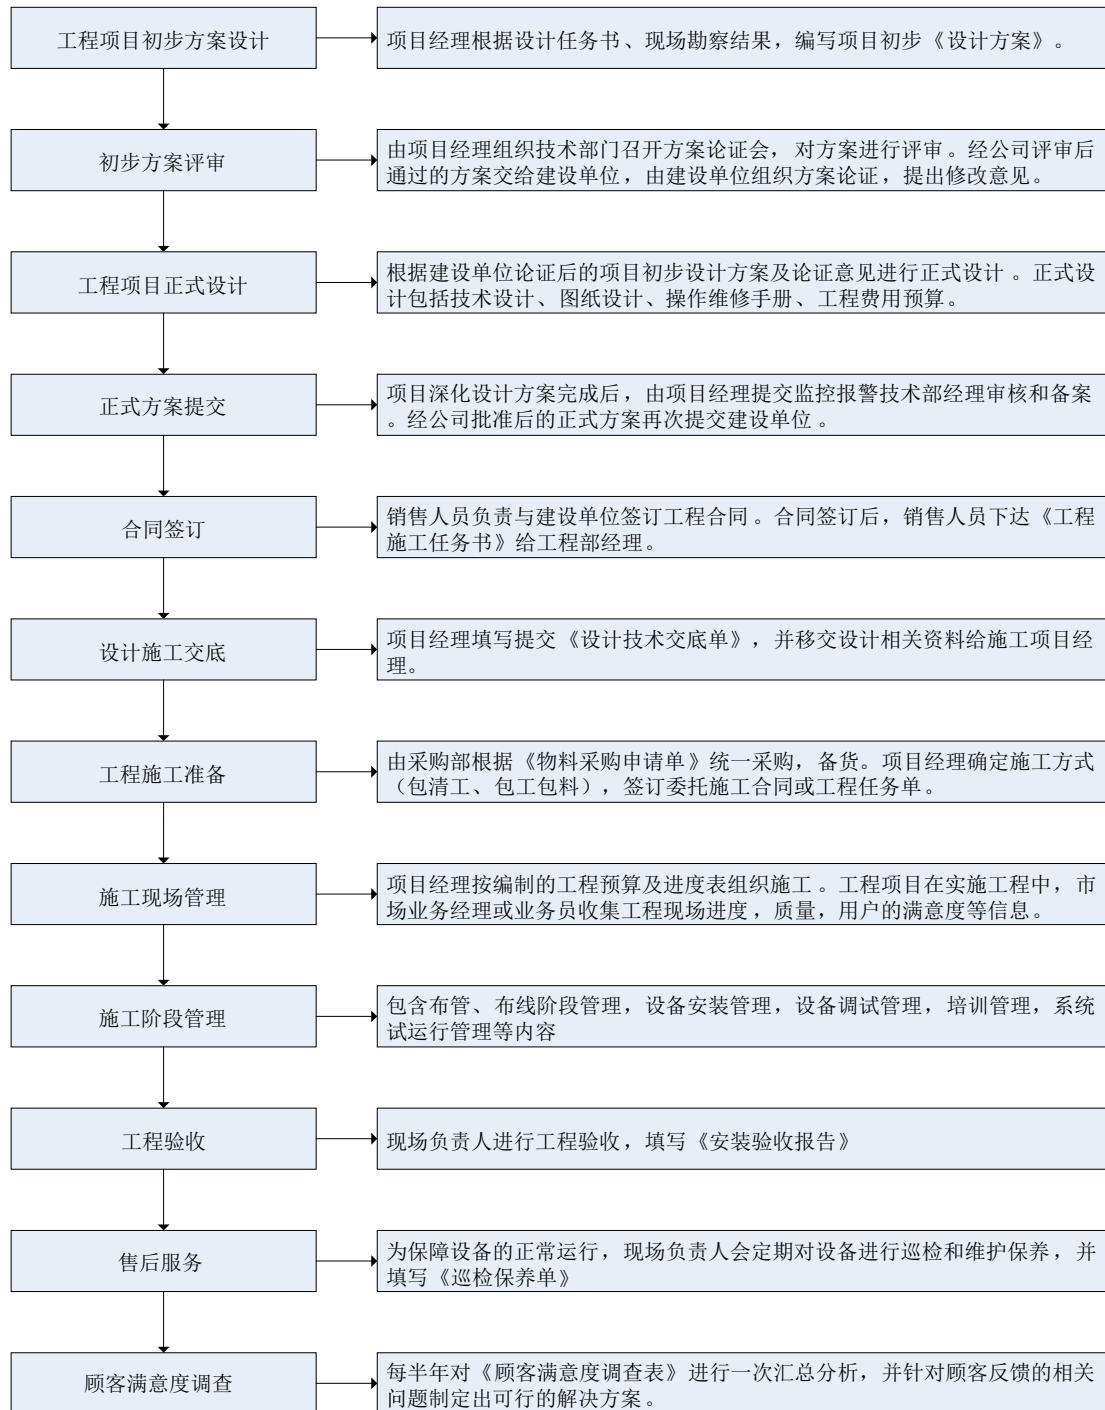 工程项目初步方案设计
项目经理根据设计任务书、现场勘察结果，编写项目初步《设计方案》。
初步方案评审
由项目经理组织技术部门召开方案论证会，对方案进行评审。经公司评审后
通过的方案交给建设单位，由建设单位组织方案论证，提出修改意见。
工程项目正式设计
根据建设单位论证后的项目初步设计方案及论证意见进行正式设计。正式设
计包括技术设计、图纸设计、操作维修手册、工程费用预算。
正式方案提交
项目深化设计方案完成后，由项目经理提交监控报警技术部经理审核和备案
。经公司批准后的正式方案再次提交建设单位。
合同签订
销售人员负责与建设单位签订工程合同。合同签订后，销售人员下达《工程
施工任务书》给工程部经理。
设计施工交底
项目经理填写提交《设计技术交底单》，并移交设计相关资料给施工项目经
理。
工程施工准备
由采购部根据《物料采购申请单》统一采购，备货。项目经理确定施工方式
（包清工、包工包料），签订委托施工合同或工程任务单。
施工现场管理
项目经理按编制的工程预算及进度表组织施工。工程项目在实施工程中，市
场业务经理或业务员收集工程现场进度，质量，用户的满意度等信息。
施工阶段管理
包含布管、布线阶段管理，设备安装管理，设备调试管理，培训管理，系统
试运行管理等内容
工程验收
现场负责人进行工程验收，填写《安装验收报告》
售后服务
为保障设备的正常运行，现场负责人会定期对设备进行巡检和维护保养，并
填写《巡检保养单》
顾客满意度调查
每半年对《顾客满意度调查表》进行一次汇总分析，并针对顾客反馈的相关
问题制定出可行的解决方案。